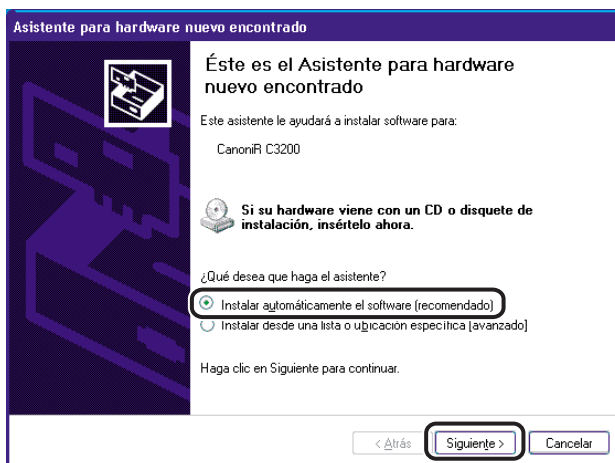 Asistente para hardware nuevo encontrado
Éste es el Asistente para hardware
nuevo encontrado
Este asistente le ayudará a instalar software para:
CanoniR C3200
Si su hardware viene con un CD o disquete de
instalación, insértelo ahora.
¿Qué desea que haga el asistente?
Instalar automáticamente el software (recomendado)
Instalar desde una lista o ubicación específica [avanzado]
Haga clic en Siguiente para continuar.
< Atrás Siguiente > Cancelar